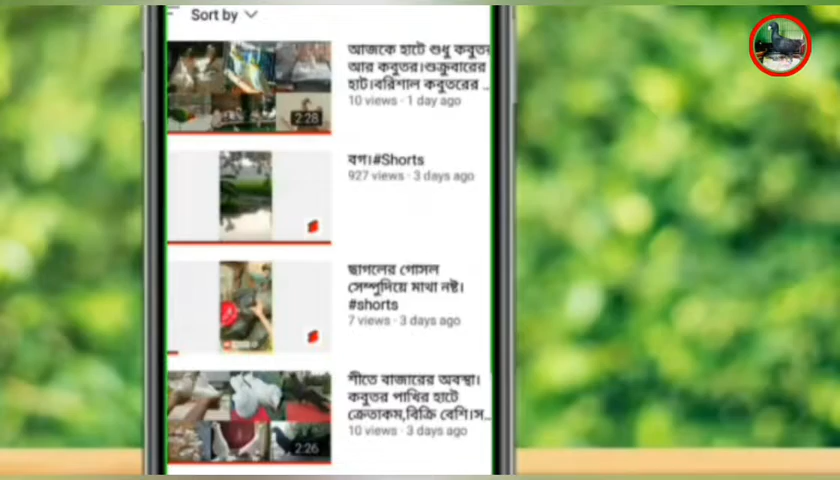 Sort by
আজকে হাটে শুধু কবুতর
আর কবুতর।শুক্রুবারের
হাট।বরিশাল কবুতরের ..
10 views · 1 day ago
2:28
বগ।#Shorts
927 views · 3 days ago
ছাগলের গোসল
সেম্পুদিয়ে মাথা নষ্ট।
#shorts
7 views · 3 days ago
শীতে বাজারের অবস্থা।
কবুতর পাখির হাটে
ক্রেতাকম,বিক্রি বেশি।স..
10 views · 3 days ago
2:26